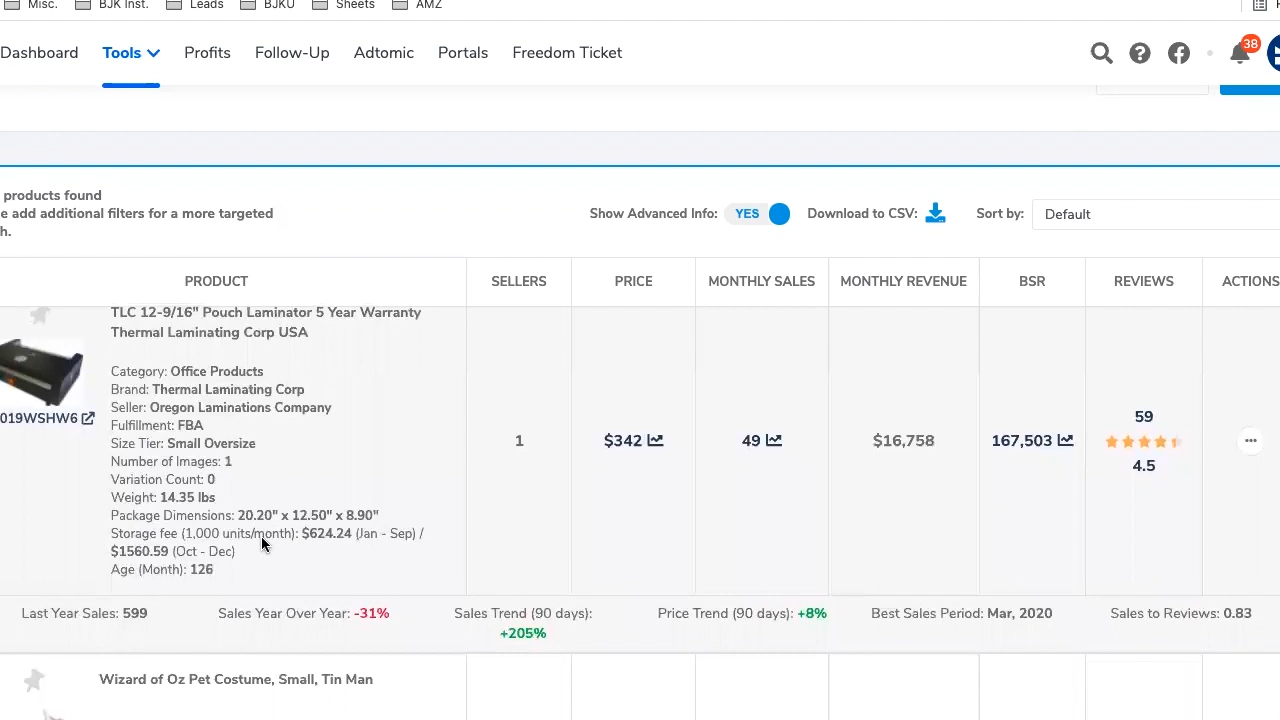 Misc.
BJK Inst.
Leads
BJKU
Sheets
AMZ
Dashboard
Tools
Profits
Follow-Up
Adtomic
Portals
Freedom Ticket
38
products found
e add additional filters for a more targeted
h.
Show Advanced Info: YES
Download to CSV:
Sort by: Default
PRODUCT
SELLERS
PRICE
MONTHLY SALES
MONTHLY REVENUE
BSR
REVIEWS
ACTIONS
TLC 12-9/16" Pouch Laminator 5 Year Warranty
Thermal Laminating Corp USA
019WSHW6
Category: Office Products
Brand: Thermal Laminating Corp
Seller: Oregon Laminations Company
Fulfillment: FBA
Size Tier: Small Oversize
Number of Images: 1
Variation Count: 0
Weight: 14.35 lbs
Package Dimensions: 20.20" x 12.50" x 8.90"
Storage fee (1,000 units/month): $624.24 (Jan - Sep) /
$1560.59 (Oct - Dec)
Age (Month): 126
1
$342
49
$16,758
167,503
59
4.5
Last Year Sales: 599
Sales Year Over Year: -31%
Sales Trend (90 days):
+205%
Price Trend (90 days): +8%
Best Sales Period: Mar, 2020
Sales to Reviews: 0.83
Wizard of Oz Pet Costume, Small, Tin Man